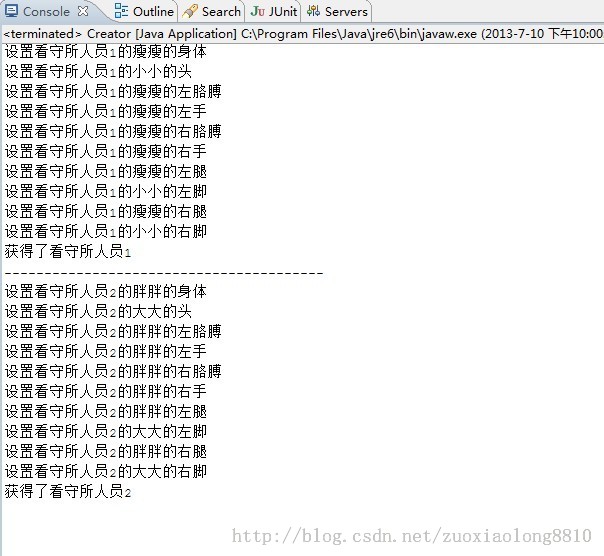 Console Outline Search JUnit Servers
<terminated> Creator [Java Application] C:\Program Files\Java\jre6\bin\javaw.exe (2013-7-10 下午10:00
设置看守所人员1的瘦瘦的身体
设置看守所人员1的小小的头
设置看守所人员1的瘦瘦的左胳膊
设置看守所人员1的瘦瘦的左手
设置看守所人员1的瘦瘦的右胳膊
设置看守所人员1的瘦瘦的右手
设置看守所人员1的瘦瘦的左腿
设置看守所人员1的小小的左脚
设置看守所人员1的瘦瘦的右腿
设置看守所人员1的小小的右脚
获得了看守所人员1
----------------------------------------
设置看守所人员2的胖胖的身体
设置看守所人员2的大大的头
设置看守所人员2的胖胖的左胳膊
设置看守所人员2的胖胖的左手
设置看守所人员2的胖胖的右胳膊
设置看守所人员2的胖胖的右手
设置看守所人员2的胖胖的左腿
设置看守所人员2的大大的左脚
设置看守所人员2的胖胖的右腿
设置看守所人员2的大大的右脚
获得了看守所人员2
http://blog.csdn.net/zuoxiaolong8810